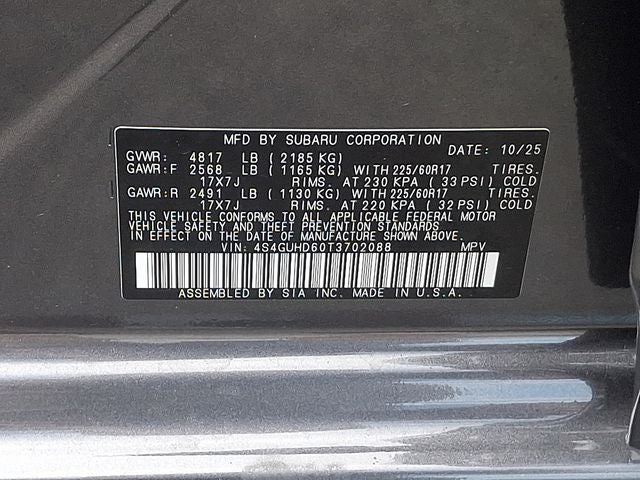 MFD BY SUBARU CORPORATION DATE: 10/25
GVWR: 4817 LB ( 2185 KG)
GAWR: F 2568 LB ( 1165 KG) WITH 225/60R17 TIRES.
17X7J RIMS. AT 230 KPA ( 33 PSI) COLD
GAWR: R 2491 LB ( 1130 KG) WITH 225/60R17 TIRES.
17X7J RIMS. AT 220 KPA ( 32 PSI) COLD
THIS VEHICLE CONFORMS TO ALL APPLICABLE FEDERAL MOTOR
VEHICLE SAFETY AND THEFT PREVENTION STANDARDS
IN EFFECT ON THE DATE OF MANUFACTURE SHOWN ABOVE.
VIN: 4S4GUHD60T3702088 MPV
ASSEMBLED BY SIA INC. MADE IN U.S.A.